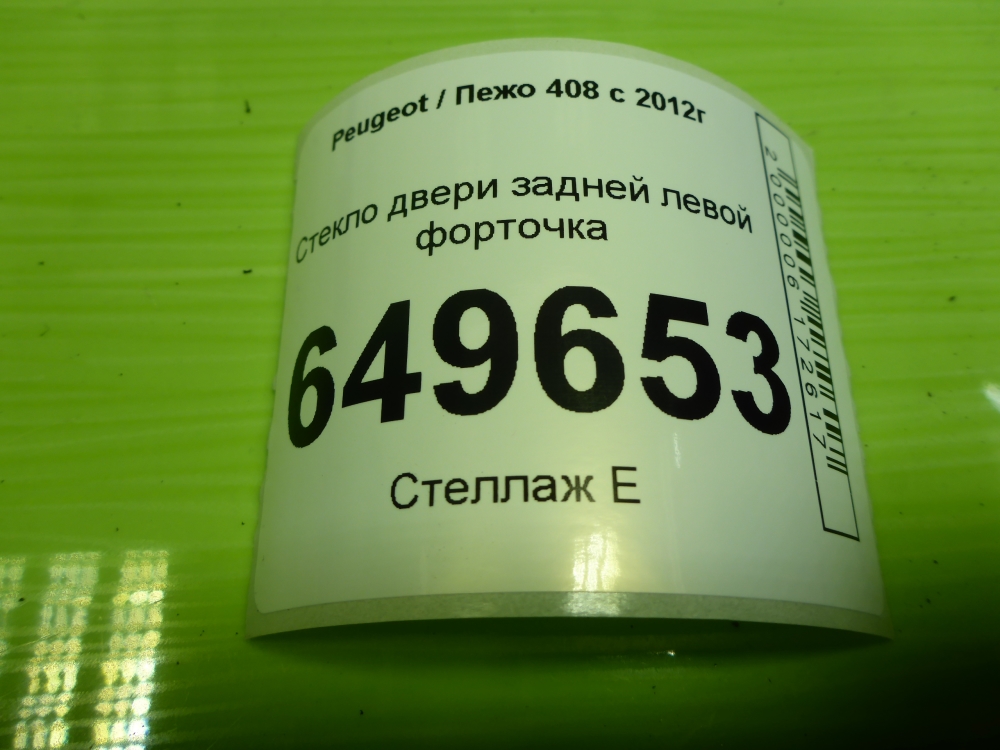 Peugeot / Пежо 408 с 2012г
Стекло двери задней левой
форточка
649653
Стеллаж Е
2000006172617